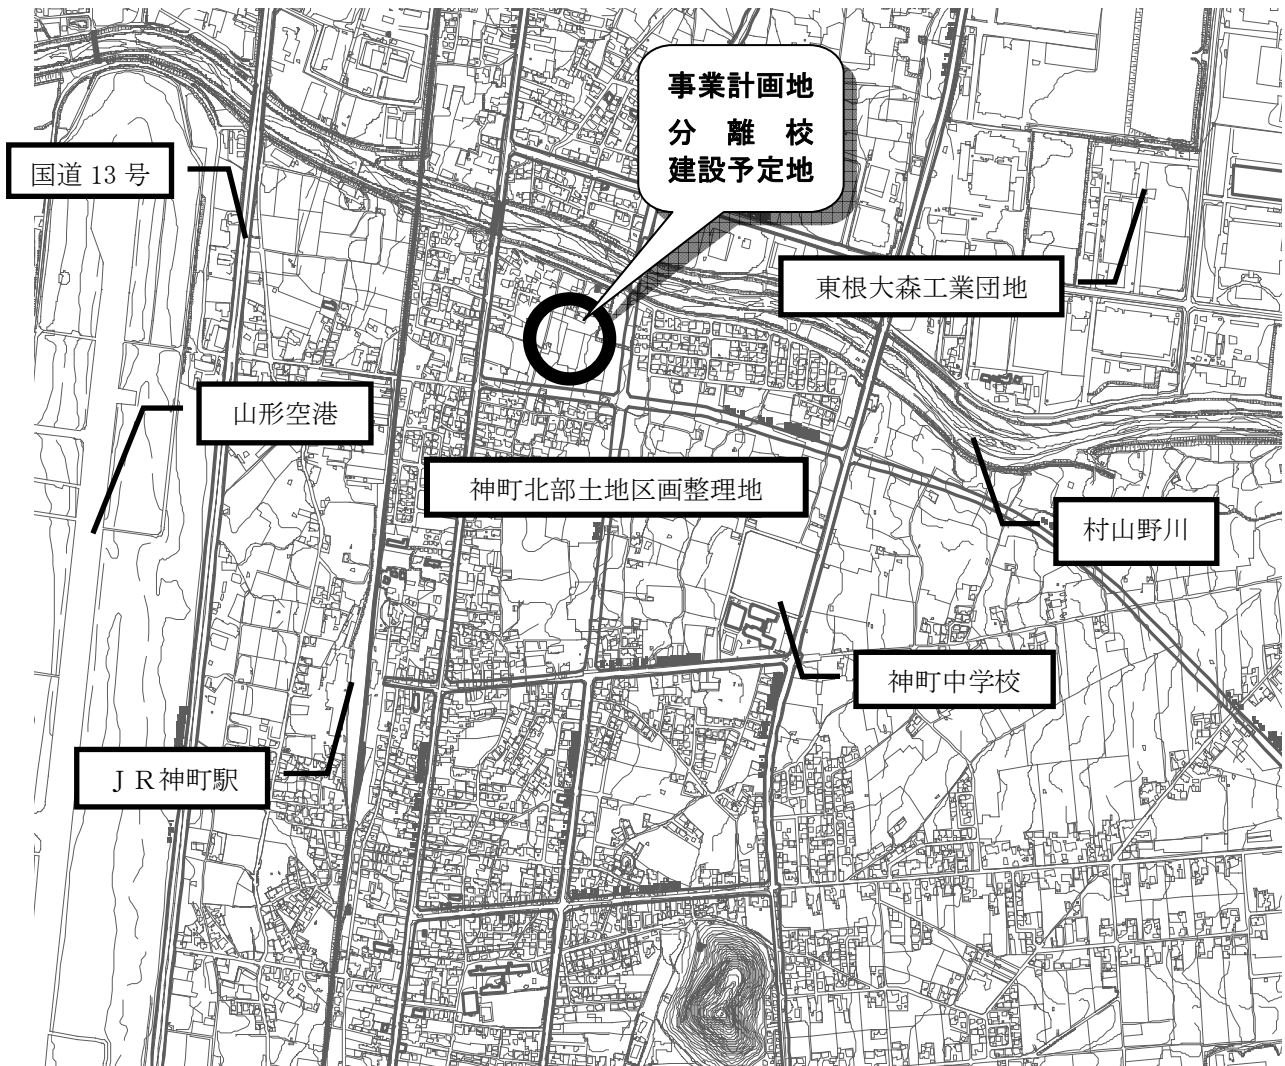 事業計画地
分離校
建設予定地
国道 13 号
東根大森工業団地
山形空港
神町北部土地区画整理地
村山野川
神町中学校
ＪＲ神町駅